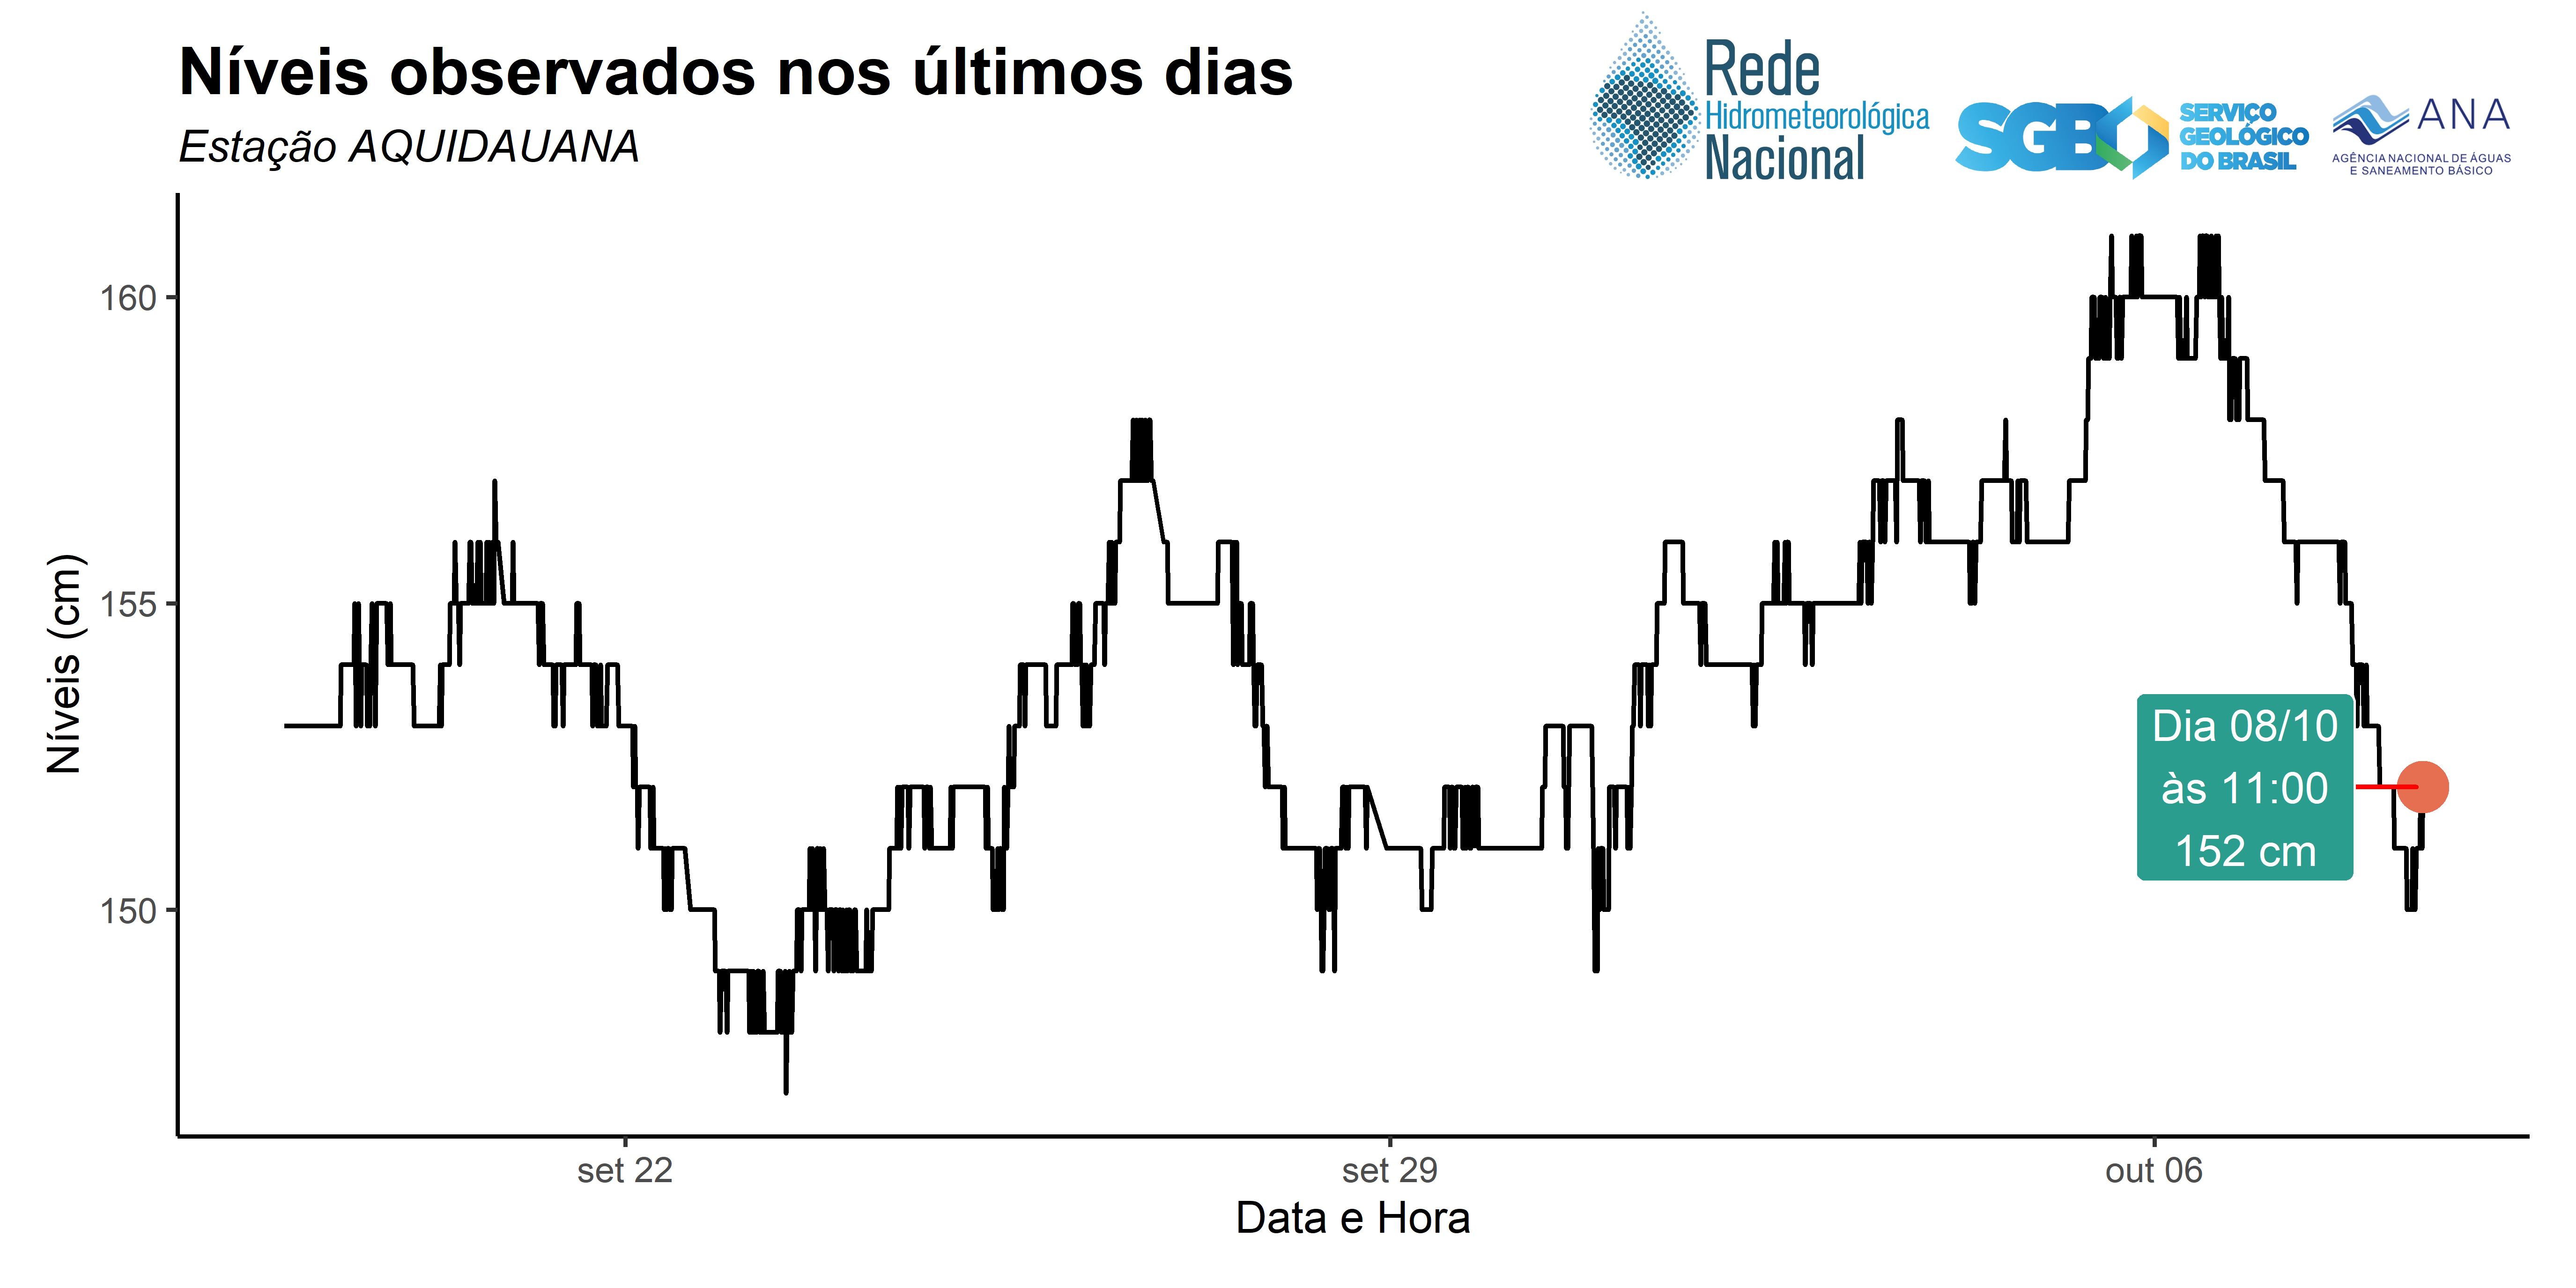 Níveis observados nos últimos dias
Estação AQUIDAUANA
Rede
Hidrometeorológica
Nacional
SGB
SERVIÇO
GEOLÓGICO
DO BRASIL
ANA
AGÊNCIA NACIONAL DE ÁGUAS
E SANEAMENTO BÁSICO
Níveis (cm)
160
155
150
Dia 08/10
às 11:00
152 cm
set 22
set 29
out 06
Data e Hora